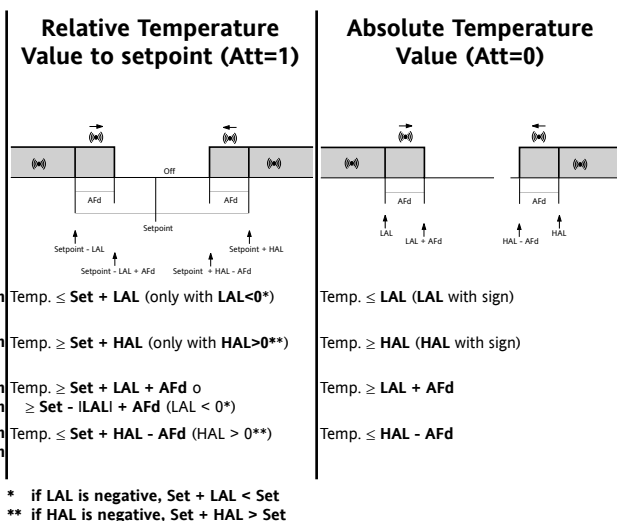 Relative Temperature
Value to setpoint (Att=1)
Absolute Temperature
Value (Att=0)
Off
AFd
AFd
Setpoint
Setpoint - LAL
Setpoint + HAL
Setpoint - LAL + AFd
Setpoint + HAL - AFd
AFd
AFd
LAL
LAL + AFd
HAL - AFd
HAL
Temp. ≤ Set + LAL (only with LAL<0*)
Temp. ≤ LAL (LAL with sign)
Temp. ≥ Set + HAL (only with HAL>0**)
Temp. ≥ HAL (HAL with sign)
Temp. ≥ Set + LAL + AFd o
≥ Set - ILALI + AFd (LAL < 0*)
Temp. ≥ LAL + AFd
Temp. ≤ Set + HAL - AFd (HAL > 0**)
Temp. ≤ HAL - AFd
* if LAL is negative, Set + LAL < Set
** if HAL is negative, Set + HAL > Set